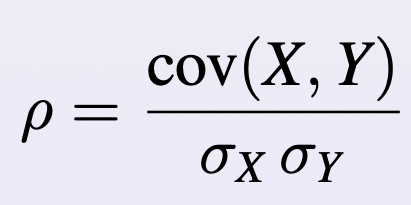 ρ = cov(X, Y) / σ_X σ_Y